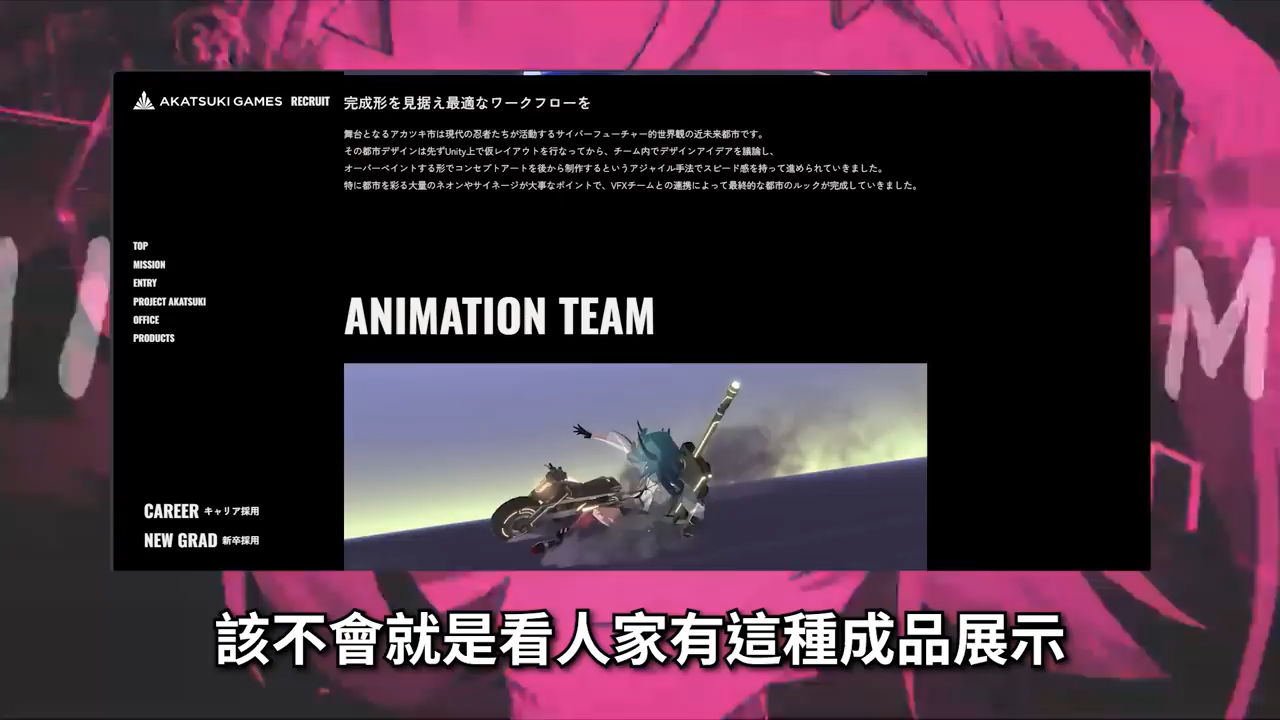 AKATSUKI GAMES RECRUIT
完成形を見据え最適なワークフローを
舞台となるアカツキ市は現代の忍者たちが活動するサイバーフューチャー的世界観の近未来都市です。
その都市デザインは先ずUnity上で仮レイアウトを行なってから、チーム内でデザインアイデアを議論し、
オーバーペイントする形でコンセプトアートを後から制作するというアジャイル手法でスピード感を持って進められていきました。
特に都市を彩る大量のネオンやサイネージが大事なポイントで、VFXチームとの連携によって最終的な都市のルックが完成していきました。
TOP
MISSION
ENTRY
PROJECT AKATSUKI
OFFICE
PRODUCTS
ANIMATION TEAM
CAREER キャリア採用
NEW GRAD 新卒採用
M
該不會就是看人家有這種成品展示